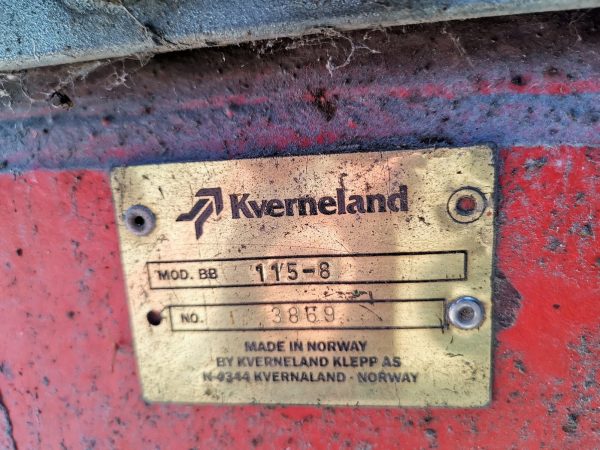 Kverneland
MOD. BB 115-8
NO. 3869
MADE IN NORWAY
BY KVERNELAND KLEPP AS
N-4344 KVERNALAND - NORWAY